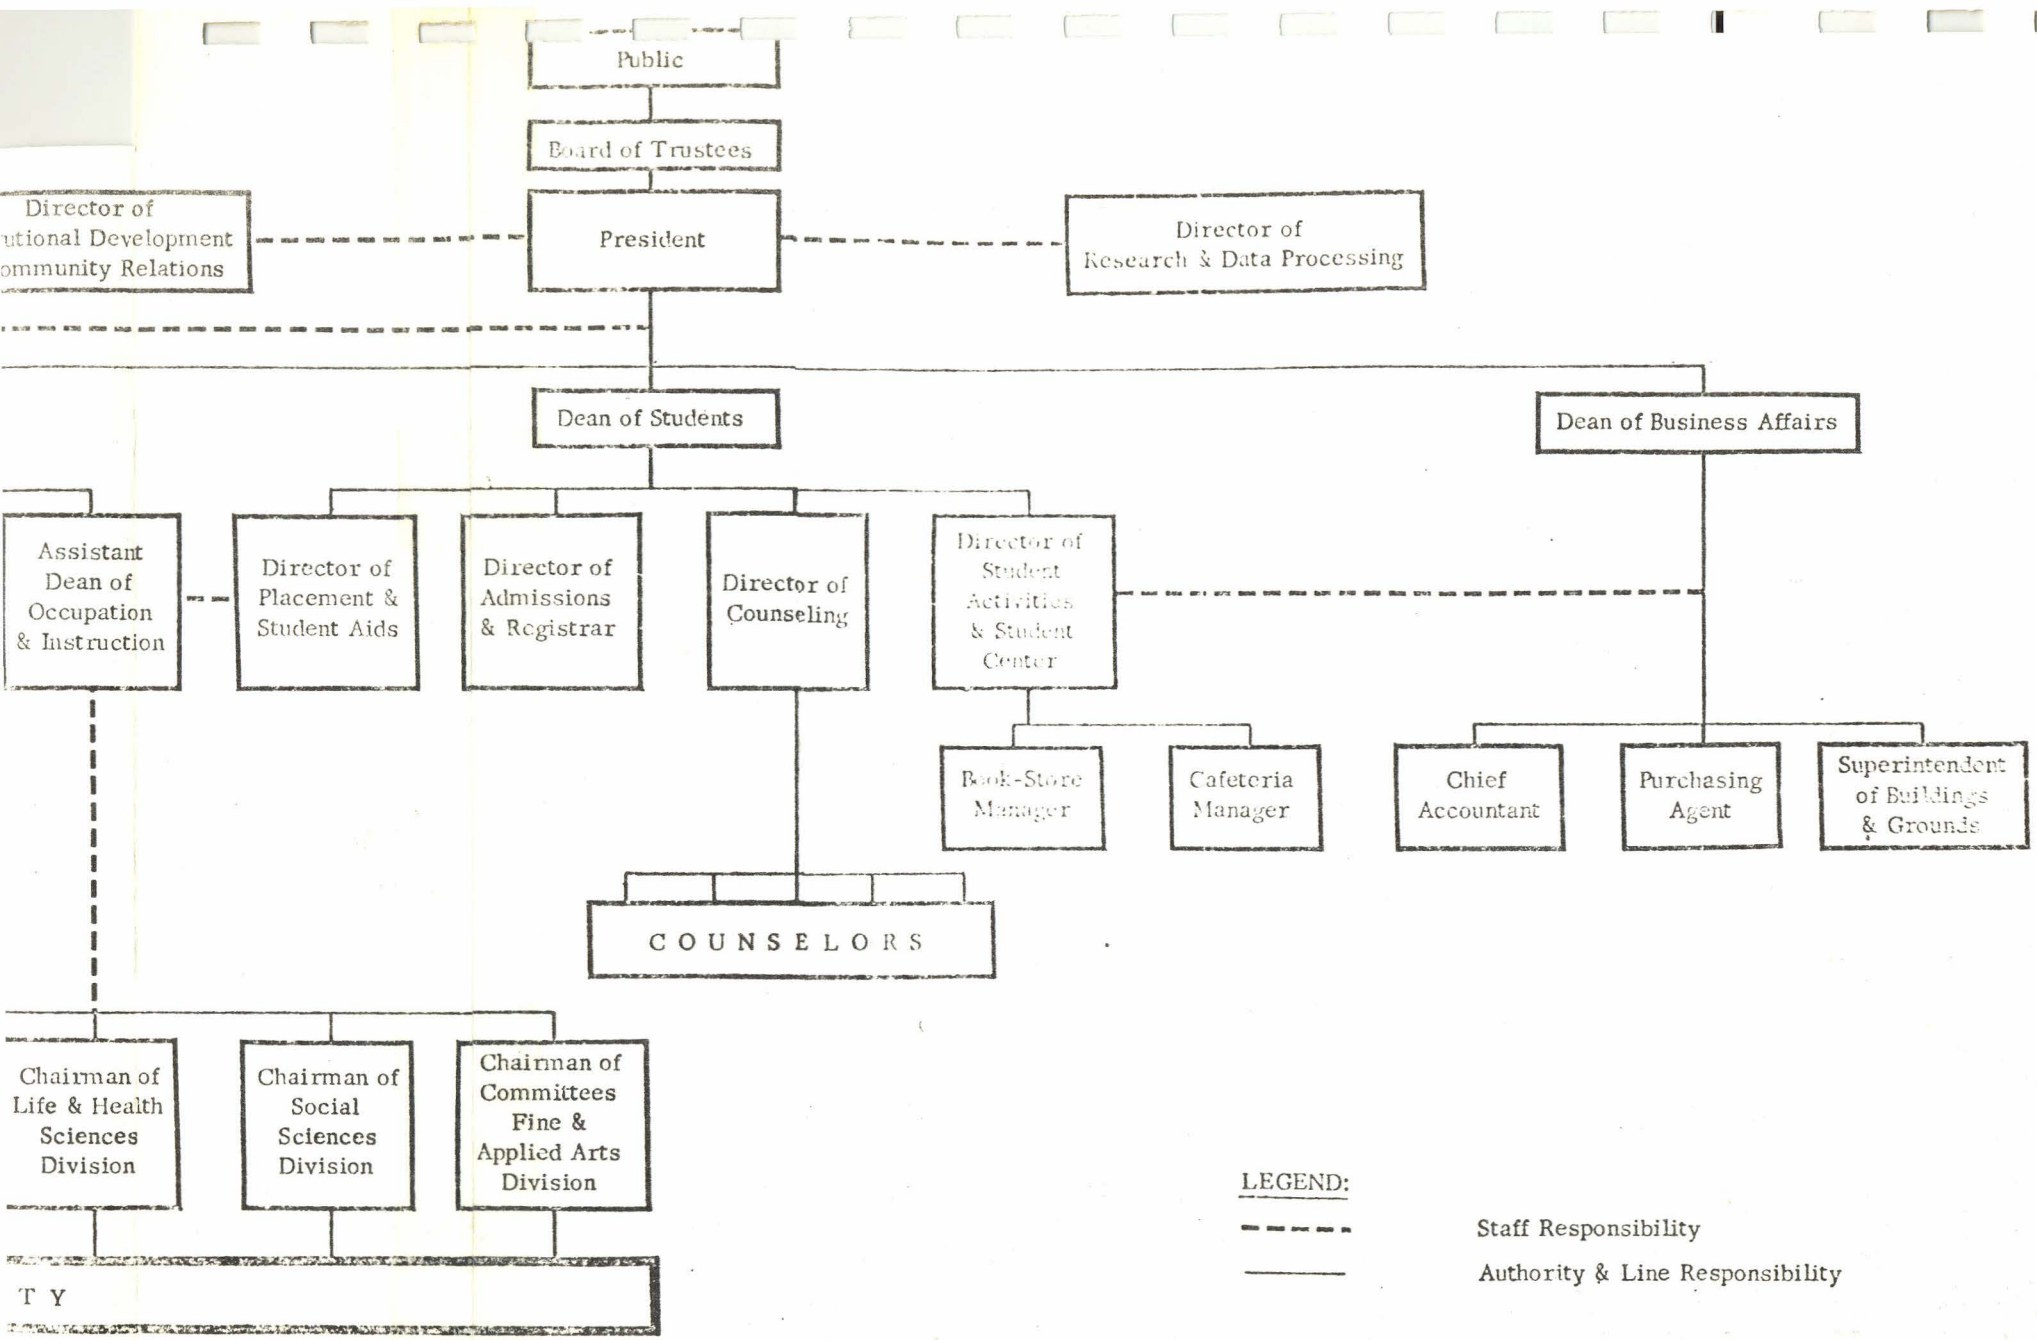 Public
Board of Trustees
Director of
utional Development
ommunity Relations
President
Director of
Research & Data Processing
Dean of Students
Dean of Business Affairs
Assistant
Dean of
Occupation
& Instruction
Director of
Placement &
Student Aids
Director of
Admissions
& Registrar
Director of
Counseling
Director of
Student
Activities
& Student
Center
Book-Store
Manager
Cafeteria
Manager
Chief
Accountant
Purchasing
Agent
Superintendent
of Buildings
& Grounds
COUNSELORS
Chairman of
Life & Health
Sciences
Division
Chairman of
Social
Sciences
Division
Chairman of
Committees
Fine &
Applied Arts
Division
T Y
LEGEND:
Staff Responsibility
Authority & Line Responsibility